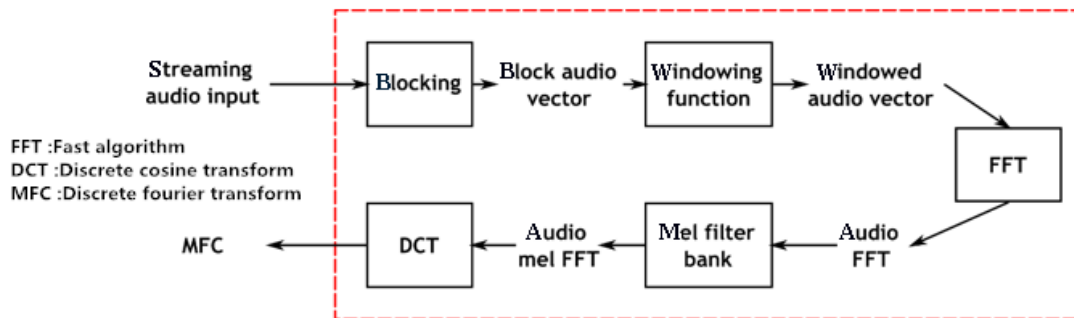 Streaming
audio input
Blocking
Block audio
vector
Windowing
function
Windowed
audio vector
FFT
FFT :Fast algorithm
DCT :Discrete cosine transform
MFC :Discrete fourier transform
MFC
DCT
Audio
mel FFT
Mel filter
bank
Audio
FFT